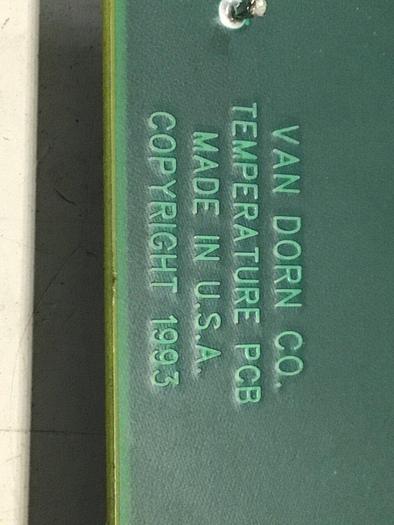 VAN DORN CO.
TEMPERATURE PCB
MADE IN U.S.A.
COPYRIGHT 1993